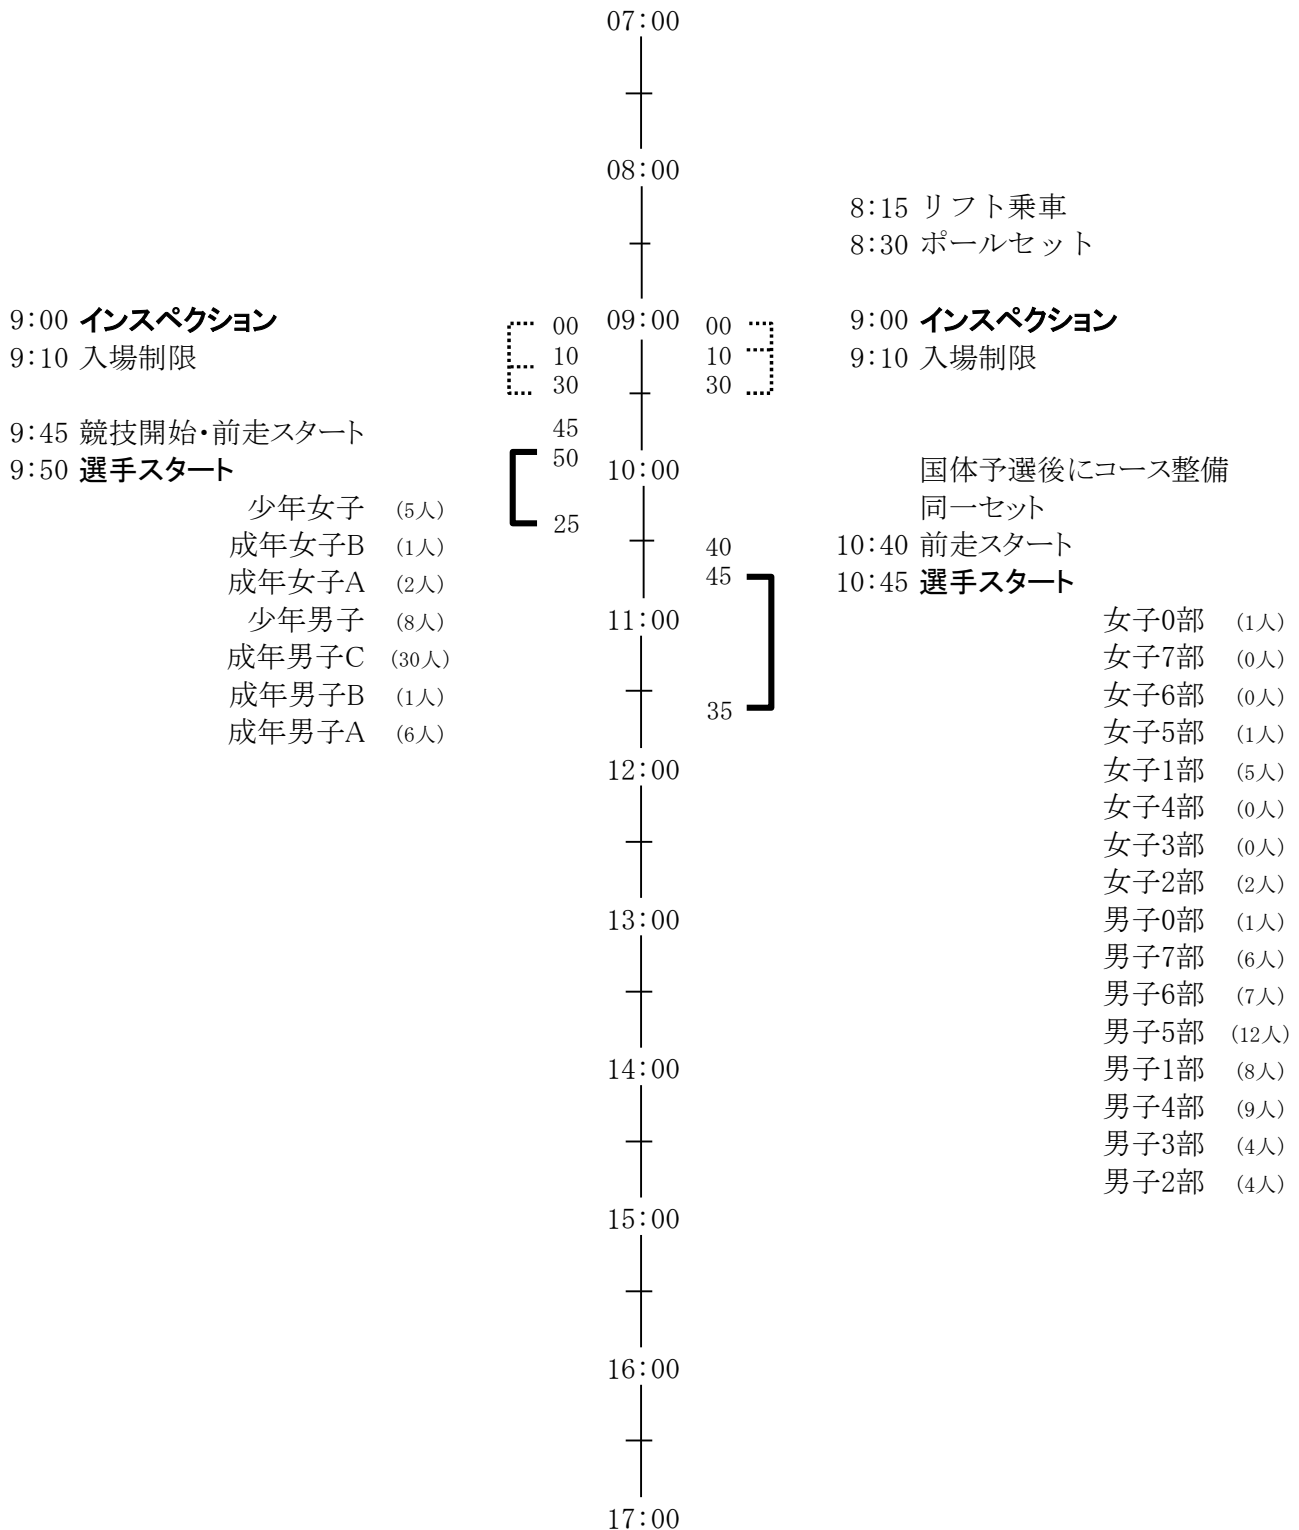 07:00
08:00
8:15 リフト乗車
8:30 ポールセット
9:00 インスペクション 00 09:00 00 9:00 インスペクション
9:10 入場制限 10 10 9:10 入場制限
30 30
9:45 競技開始・前走スタート 45
9:50 選手スタート 50 10:00 国体予選後にコース整備
少年女子 (5人) 25 同一セット
成年女子B (1人) 40 10:40 前走スタート
成年女子A (2人) 45 10:45 選手スタート
少年男子 (8人) 11:00 女子0部 (1人)
成年男子C (30人) 女子7部 (0人)
成年男子B (1人) 35 女子6部 (0人)
成年男子A (6人) 女子5部 (1人)
12:00 女子1部 (5人)
女子4部 (0人)
女子3部 (0人)
女子2部 (2人)
13:00 男子0部 (1人)
男子7部 (6人)
男子6部 (7人)
男子5部 (12人)
14:00 男子1部 (8人)
男子4部 (9人)
男子3部 (4人)
男子2部 (4人)
15:00
16:00
17:00